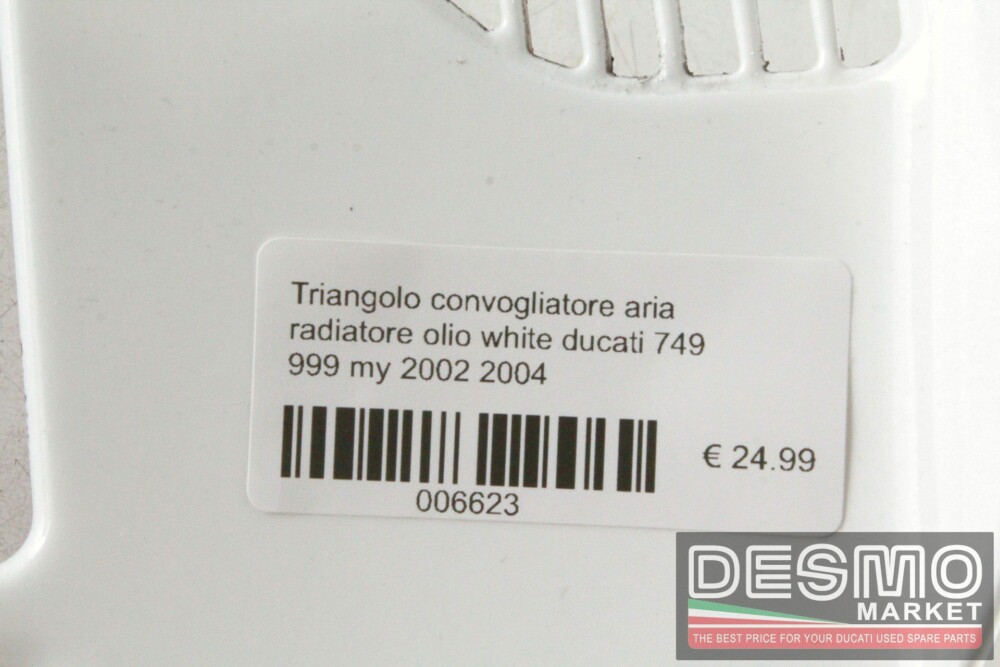 Triangolo convogliatore aria
radiatore olio white ducati 749
999 my 2002 2004
€ 24.99
006623
DESMO
MARKET
THE BEST PRICE FOR YOUR DUCATI USED SPARE PARTS